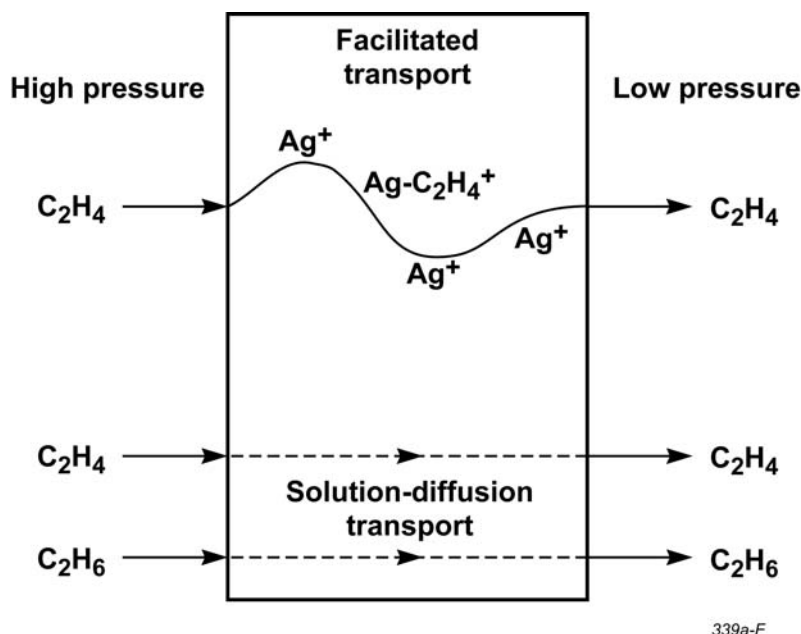 Facilitated
transport
High pressure
Low pressure
Ag⁺
Ag-C₂H₄⁺
C₂H₄
C₂H₄
Ag⁺
Ag⁺
C₂H₄
C₂H₄
Solution-diffusion
transport
C₂H₆
C₂H₆
339a-F